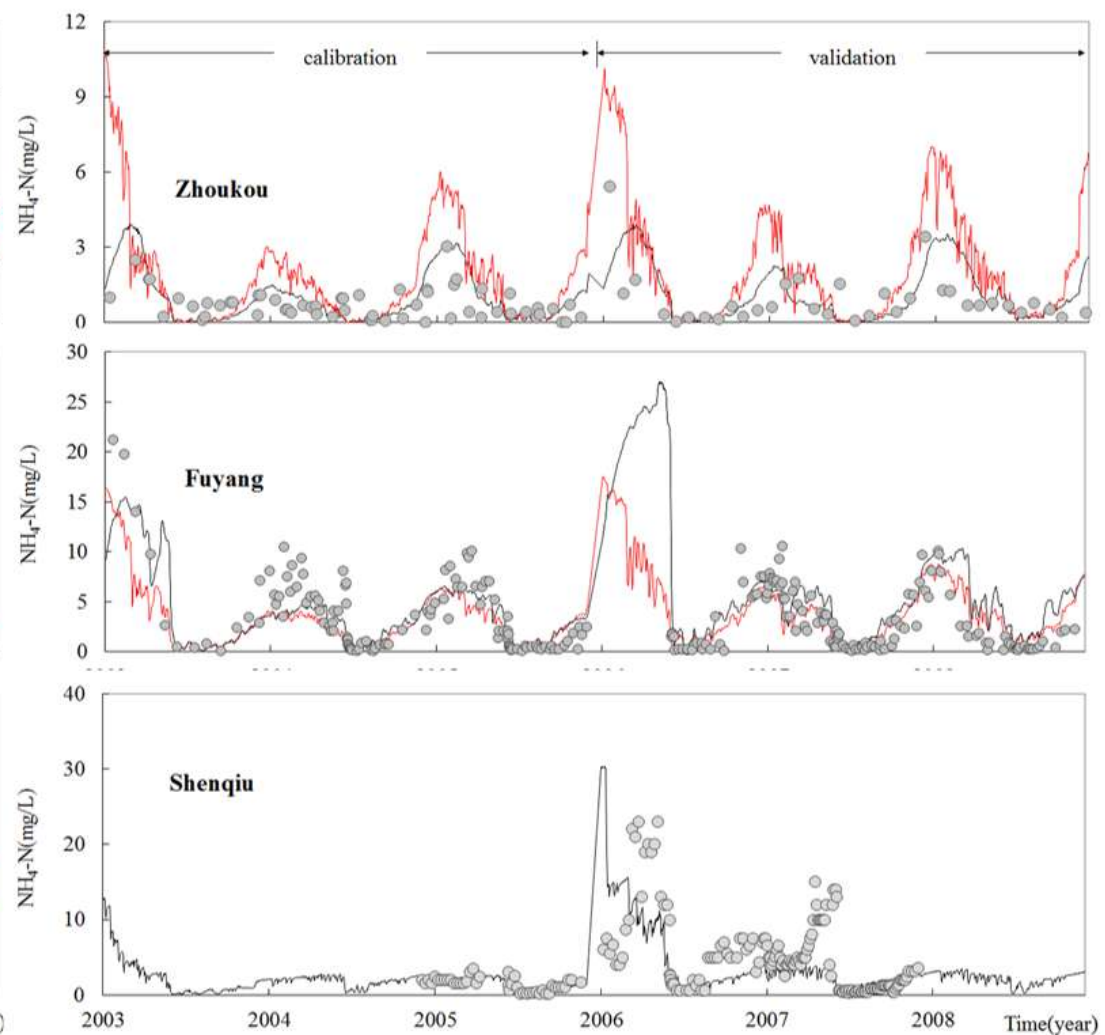 12
calibration
validation
9
NH₄-N(mg/L)
6
Zhoukou
3
0
30
25
20
NH₄-N(mg/L)
Fuyang
15
10
5
0
40
30
Shenqiu
NH₄-N(mg/L)
20
10
0
2003 2004 2005 2006 2007 2008 Time(year)